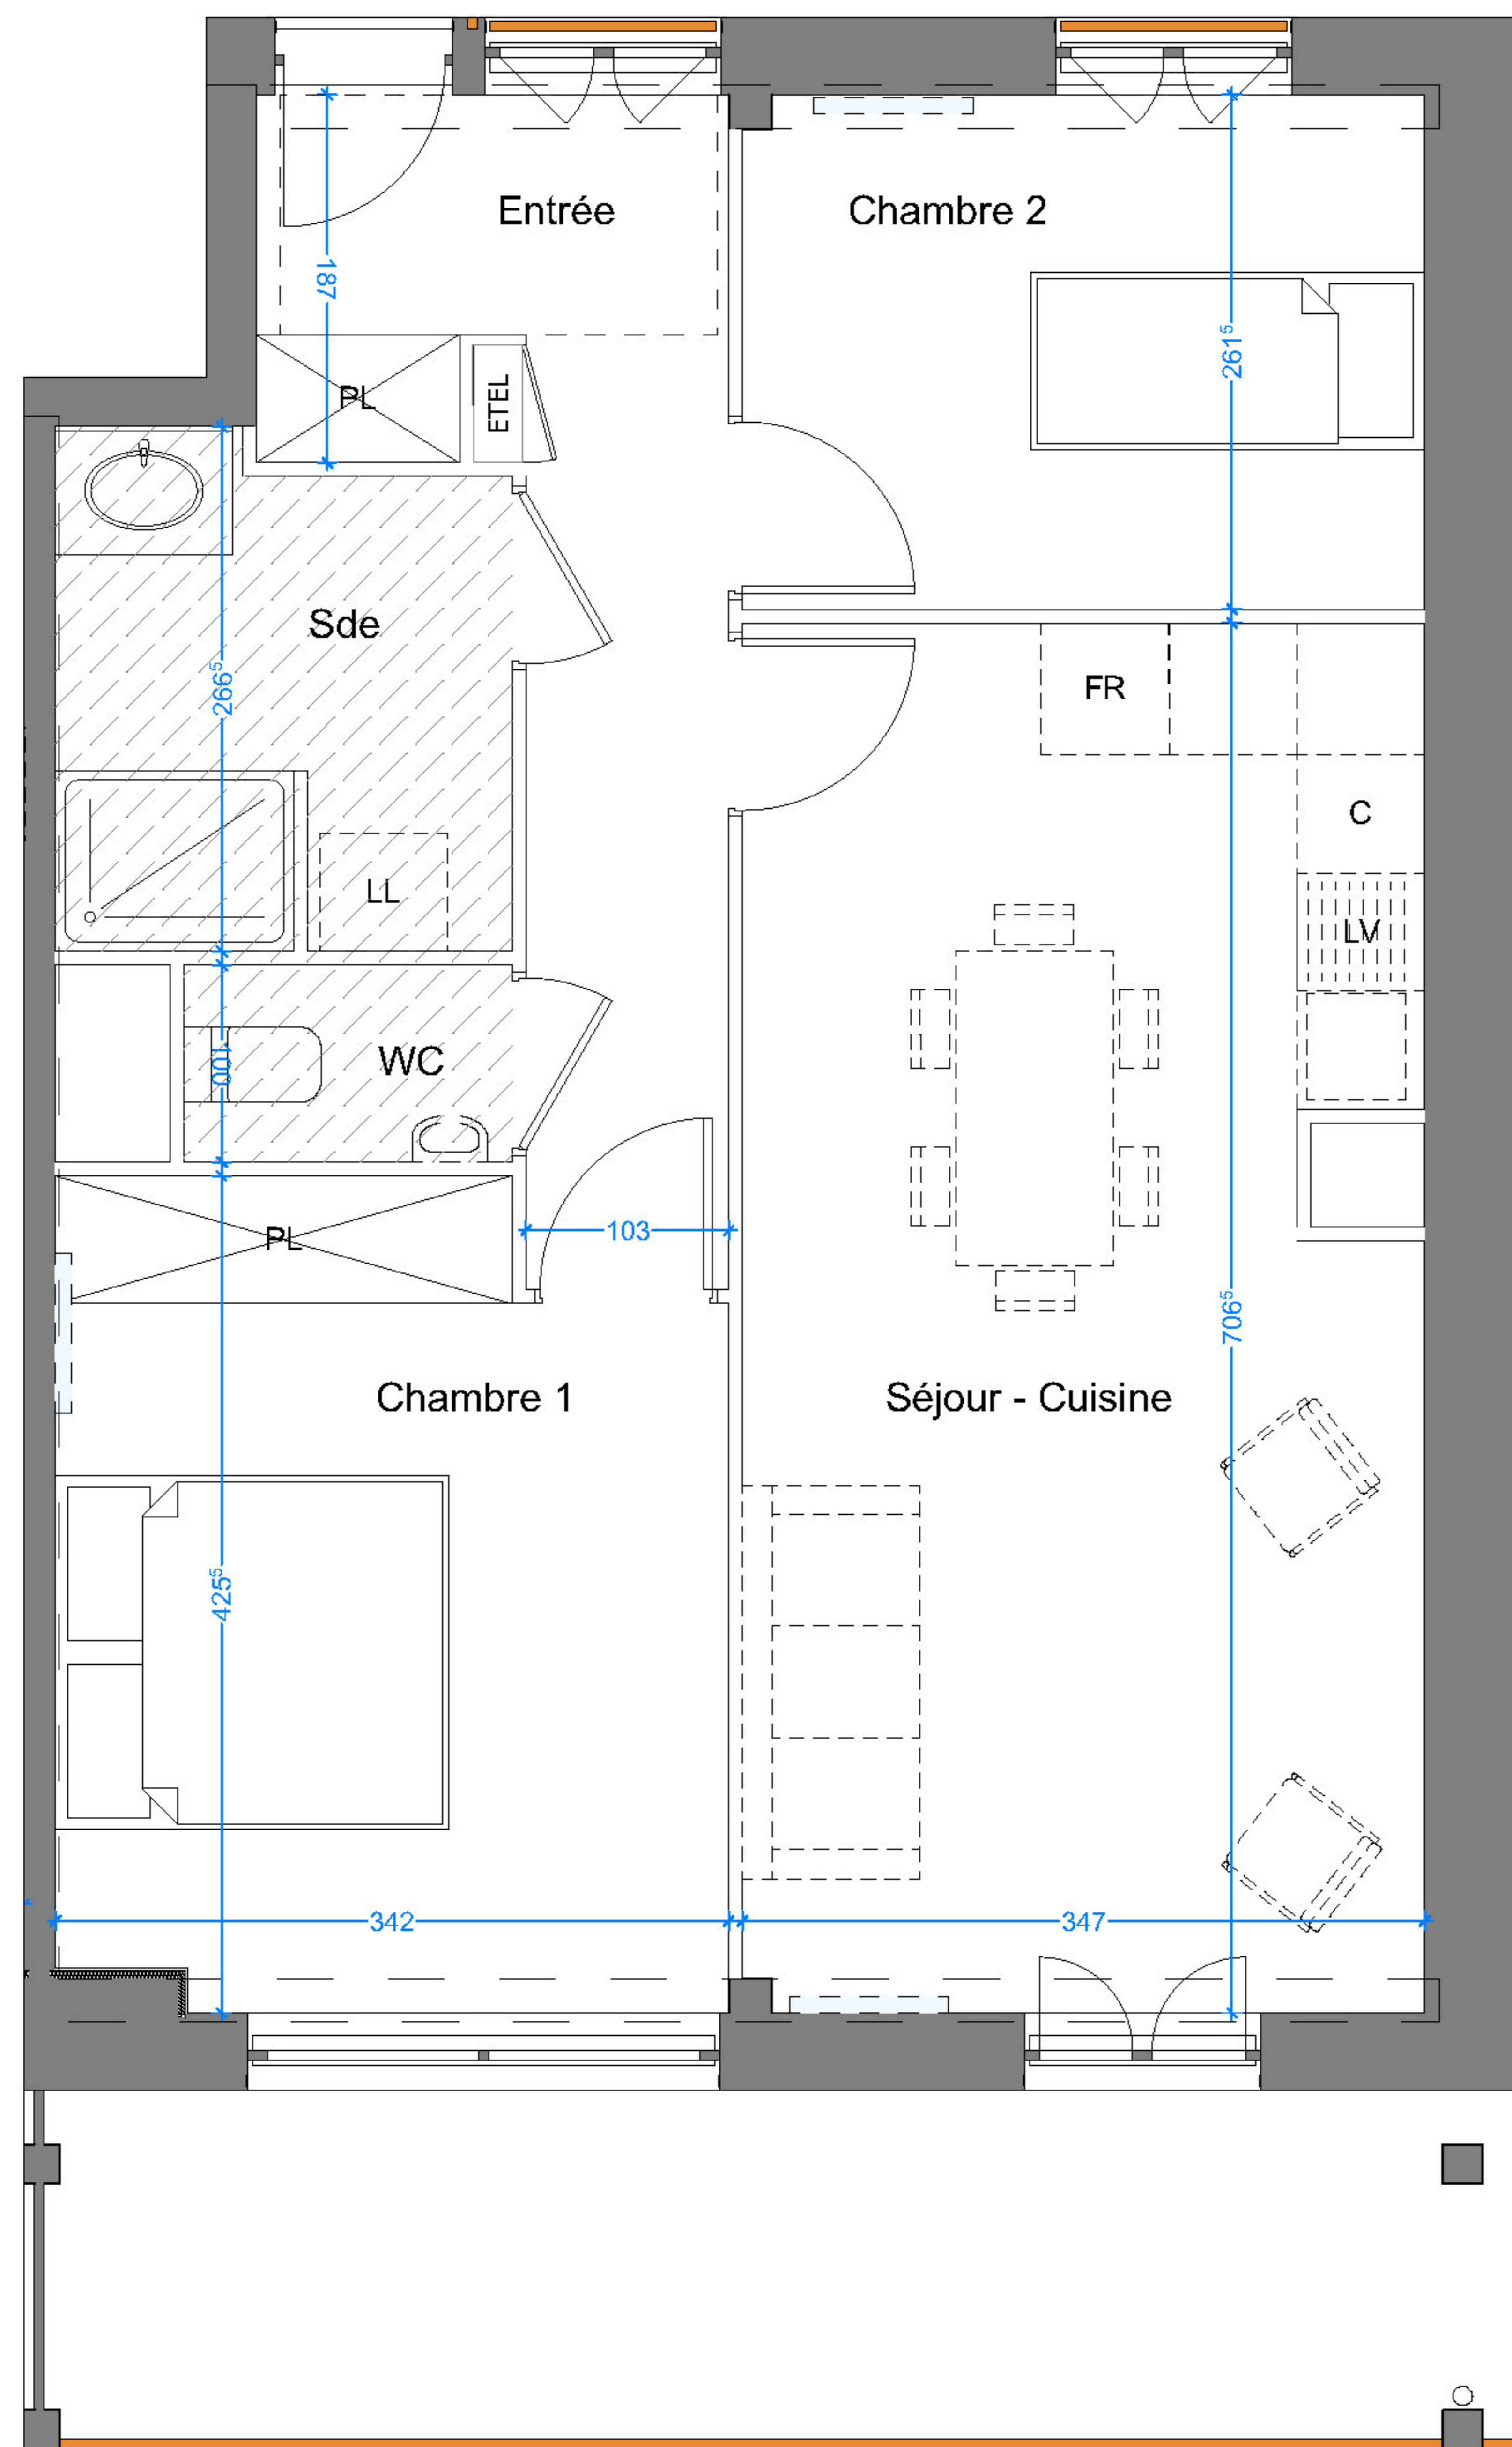 Entrée
Chambre 2
187
261⁵
PL
ETEL
Sde
266⁵
FR
C
LL
LV
WC
100
PL
103
706⁵
Chambre 1
Séjour - Cuisine
425⁵
342
347